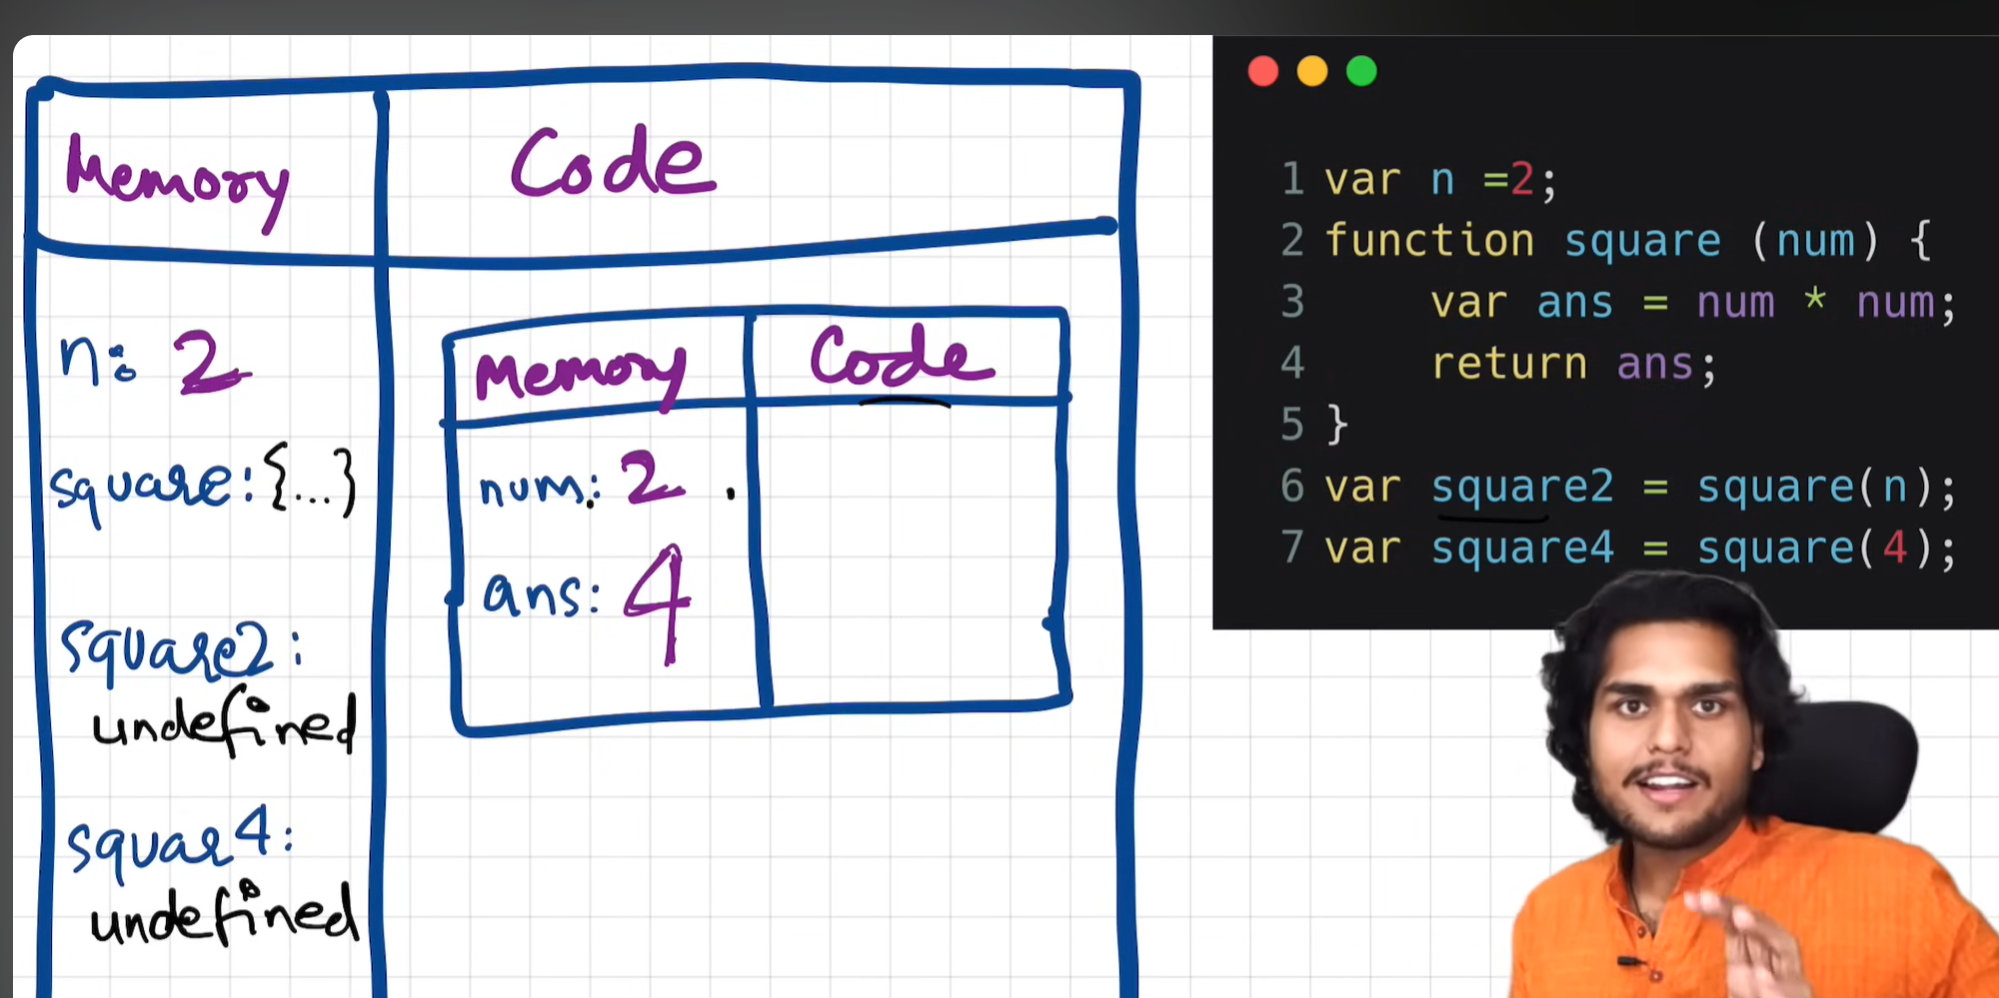 Memory Code
n: 2
square: {...}
square2:
undefined
squar4:
undefined
Memory Code
num: 2
ans: 4
1 var n =2;
2 function square (num) {
3 var ans = num * num;
4 return ans;
5 }
6 var square2 = square(n);
7 var square4 = square(4);